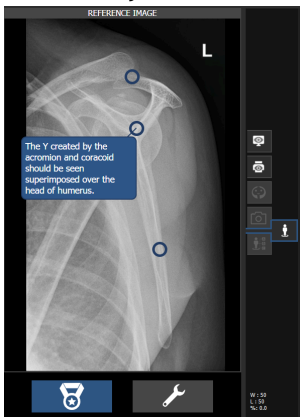 REFERENCE IMAGE
L
The Y created by the
acromion and coracoid
should be seen
superimposed over the
head of humerus.
W : 50
L : 50
%: 0.0